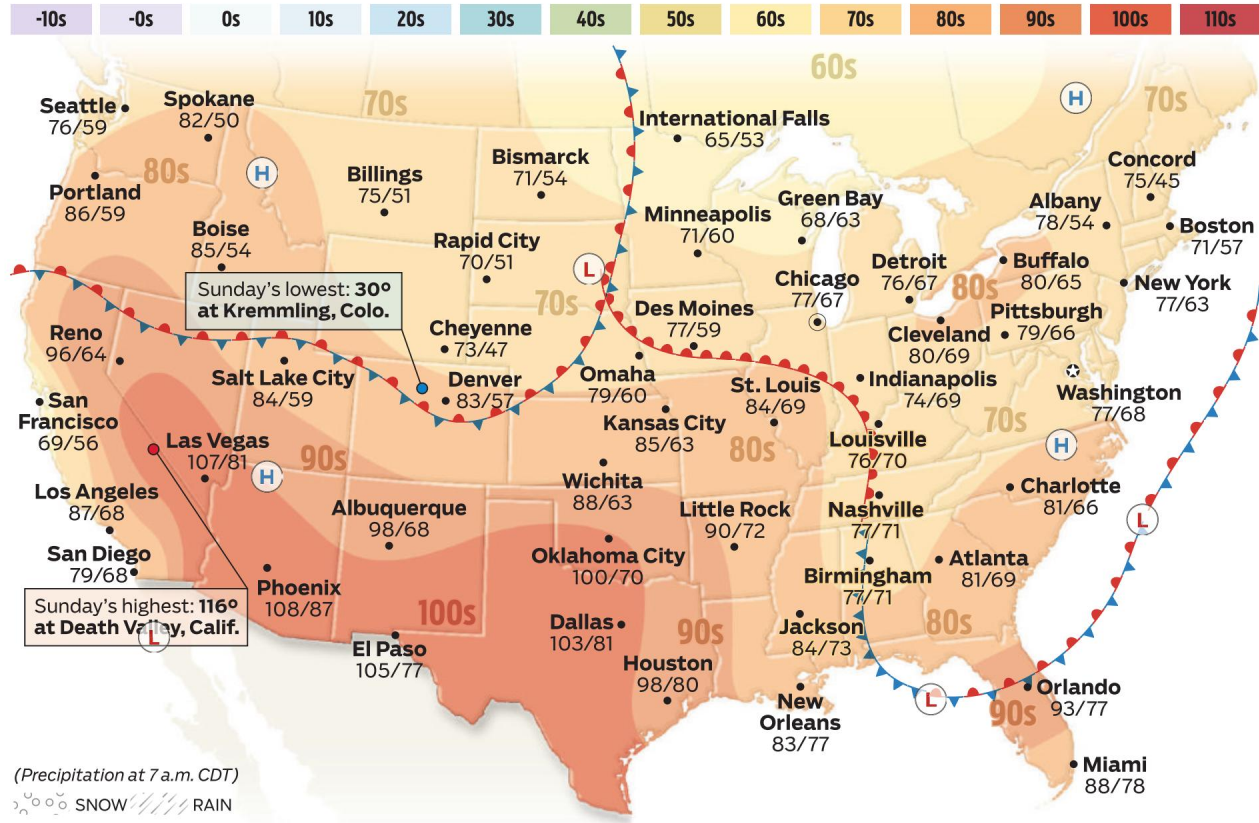 -10s -0s 0s 10s 20s 30s 40s 50s 60s 70s 80s 90s 100s 110s
60s
70s
70s
80s
H
H
Seattle
76/59
Spokane
82/50
International Falls
65/53
Portland
86/59
Billings
75/51
Bismarck
71/54
Concord
75/45
Boise
85/54
Minneapolis
71/60
Green Bay
68/63
Albany
78/54
Boston
71/57
Rapid City
70/51
L
Chicago
77/67
Detroit
76/67
Buffalo
80/65
New York
77/63
Sunday's lowest: 30°
at Kremmling, Colo.
70s
80s
Reno
96/64
Cheyenne
73/47
Des Moines
77/59
Cleveland
80/69
Pittsburgh
79/66
Salt Lake City
84/59
Denver
83/57
Omaha
79/60
St. Louis
84/69
Indianapolis
74/69
Washington
77/68
San
Francisco
69/56
Kansas City
85/63
Louisville
76/70
70s
80s
90s
H
H
Las Vegas
107/81
Wichita
88/63
Los Angeles
87/68
Albuquerque
98/68
Little Rock
90/72
Nashville
77/71
Charlotte
81/66
L
San Diego
79/68
Oklahoma City
100/70
Birmingham
77/71
Atlanta
81/69
Phoenix
108/87
Sunday's highest: 116°
at Death Valley, Calif.
L
100s
Dallas
103/81
90s
Jackson
84/73
80s
El Paso
105/77
Houston
98/80
New
Orleans
83/77
L
90s
Orlando
93/77
Miami
88/78
(Precipitation at 7 a.m. CDT)
SNOW RAIN